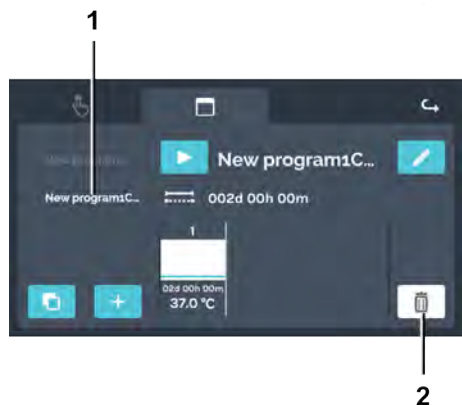 1
New program1C...
New program1C...
002d 00h 00m
1
02d 00h 00m
37.0 °C
2